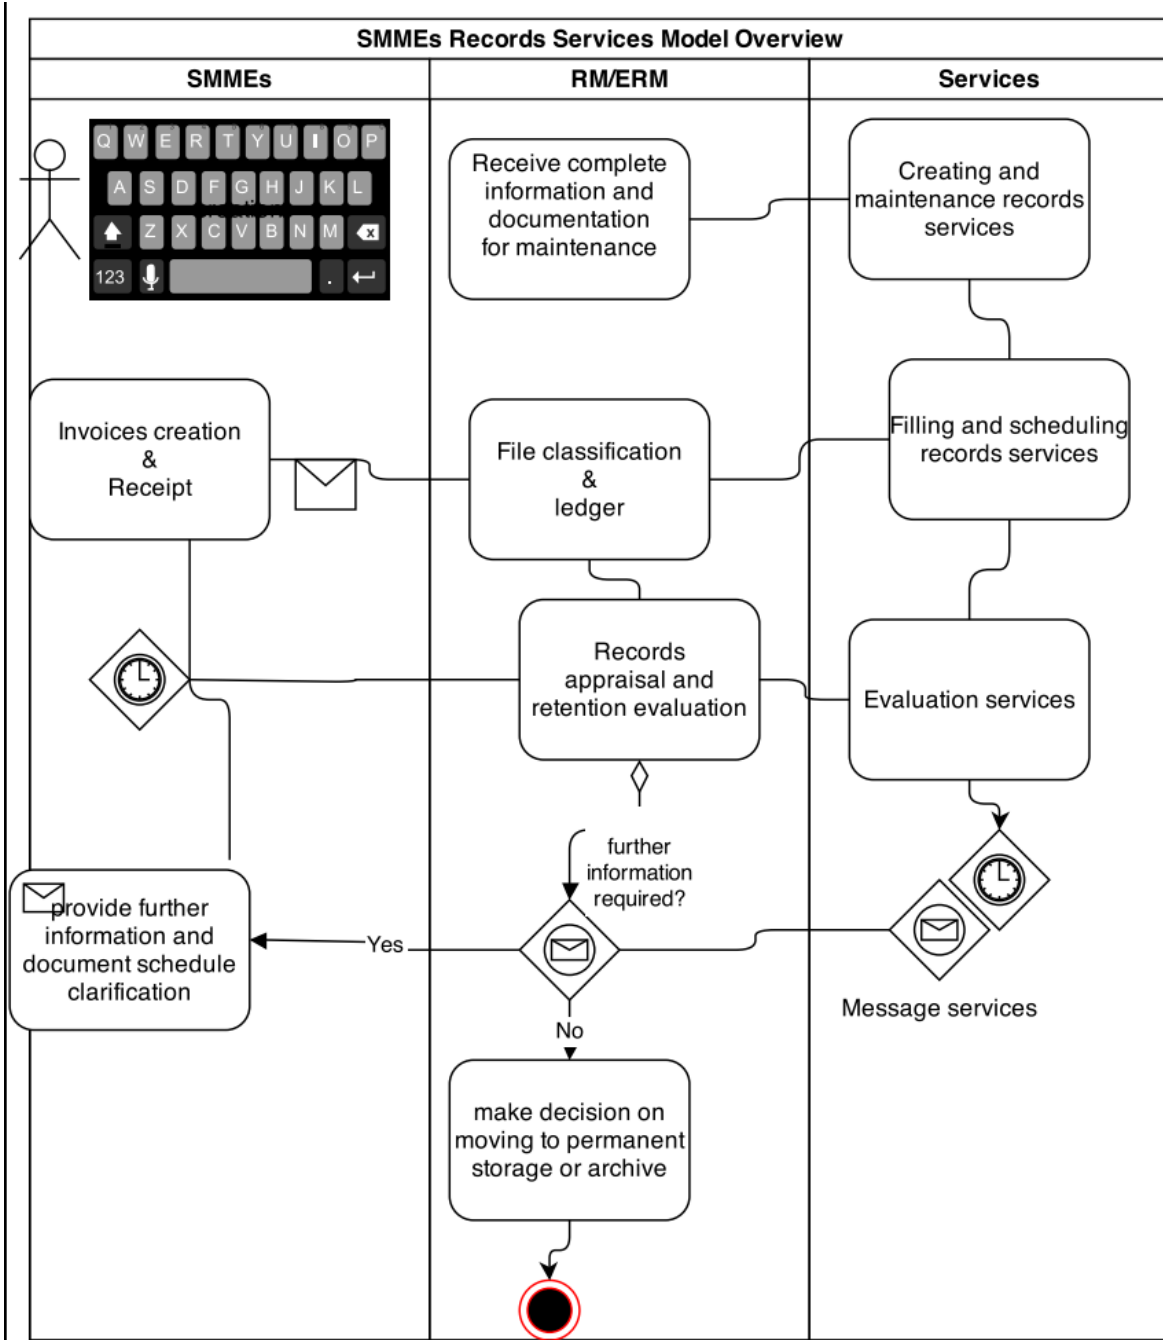 SMMEs Records Services Model Overview
SMMEs
RM/ERM
Services
Q W E R T Y U I O P
A S D F G H J K L
Z X C V B N M
123 .
Receive complete
information and
documentation
for maintenance
Creating and
maintenance records
services
Invoices creation
&
Receipt
File classification
&
ledger
Filling and scheduling
records services
Records
appraisal and
retention evaluation
Evaluation services
further
information
required?
provide further
information and
document schedule
clarification
Yes
Message services
No
make decision on
moving to permanent
storage or archive